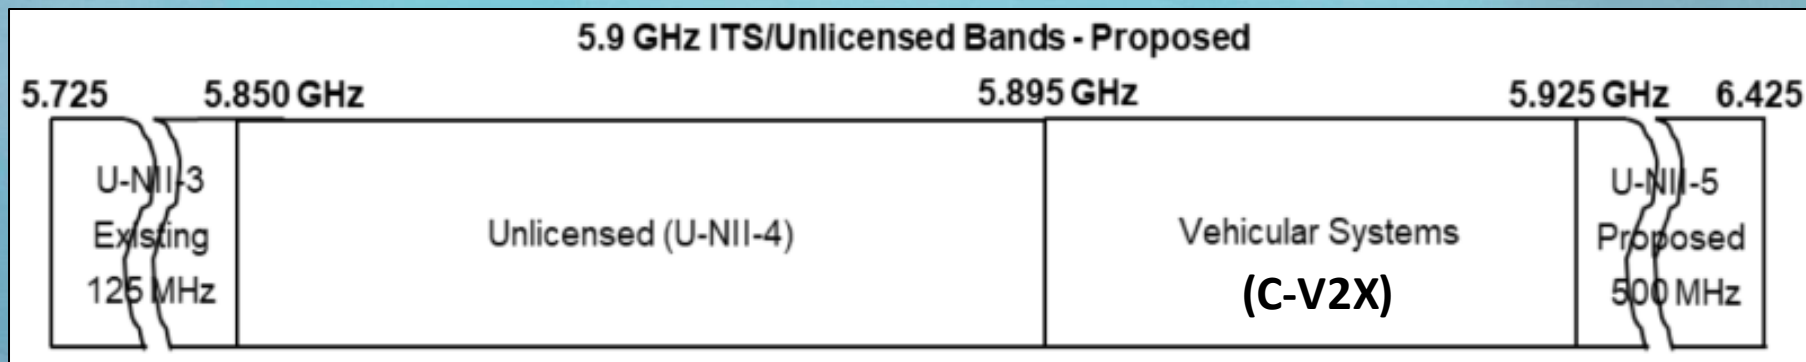 5.9 GHz ITS/Unlicensed Bands - Proposed
5.725 5.850 GHz 5.895 GHz 5.925 GHz 6.425
U-NII-3
Existing
125 MHz
Unlicensed (U-NII-4)
Vehicular Systems
(C-V2X)
U-NII-5
Proposed
500 MHz